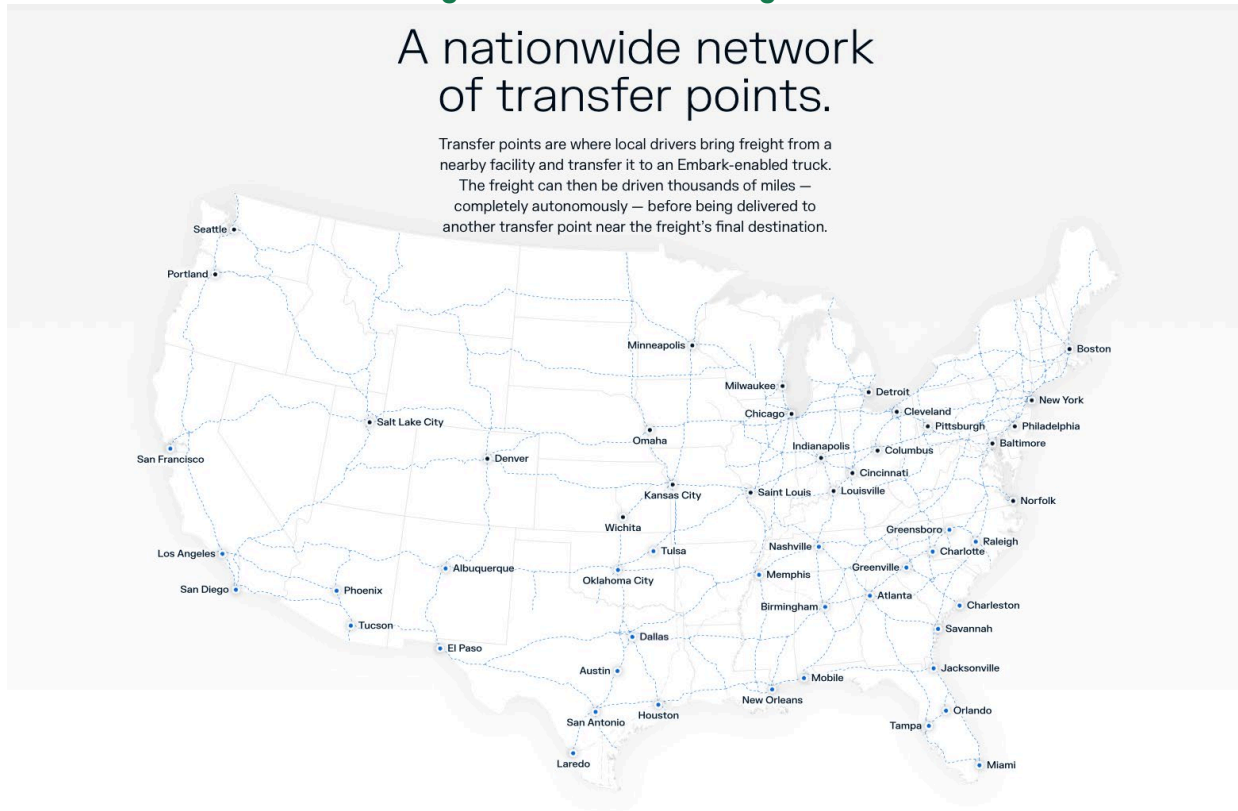 A nationwide network
of transfer points.
Transfer points are where local drivers bring freight from a
nearby facility and transfer it to an Embark-enabled truck.
The freight can then be driven thousands of miles —
completely autonomously — before being delivered to
another transfer point near the freight's final destination.
Seattle
Portland
Minneapolis
Boston
Milwaukee
Detroit
New York
Chicago
Cleveland
Salt Lake City
Pittsburgh
Philadelphia
Omaha
Indianapolis
Baltimore
Columbus
San Francisco
Denver
Cincinnati
Kansas City
Saint Louis
Louisville
Norfolk
Wichita
Greensboro
Raleigh
Los Angeles
Tulsa
Nashville
Charlotte
Albuquerque
Greenville
Oklahoma City
Memphis
San Diego
Phoenix
Atlanta
Birmingham
Charleston
Tucson
Savannah
Dallas
El Paso
Austin
Jacksonville
Mobile
New Orleans
Orlando
Houston
San Antonio
Tampa
Laredo
Miami